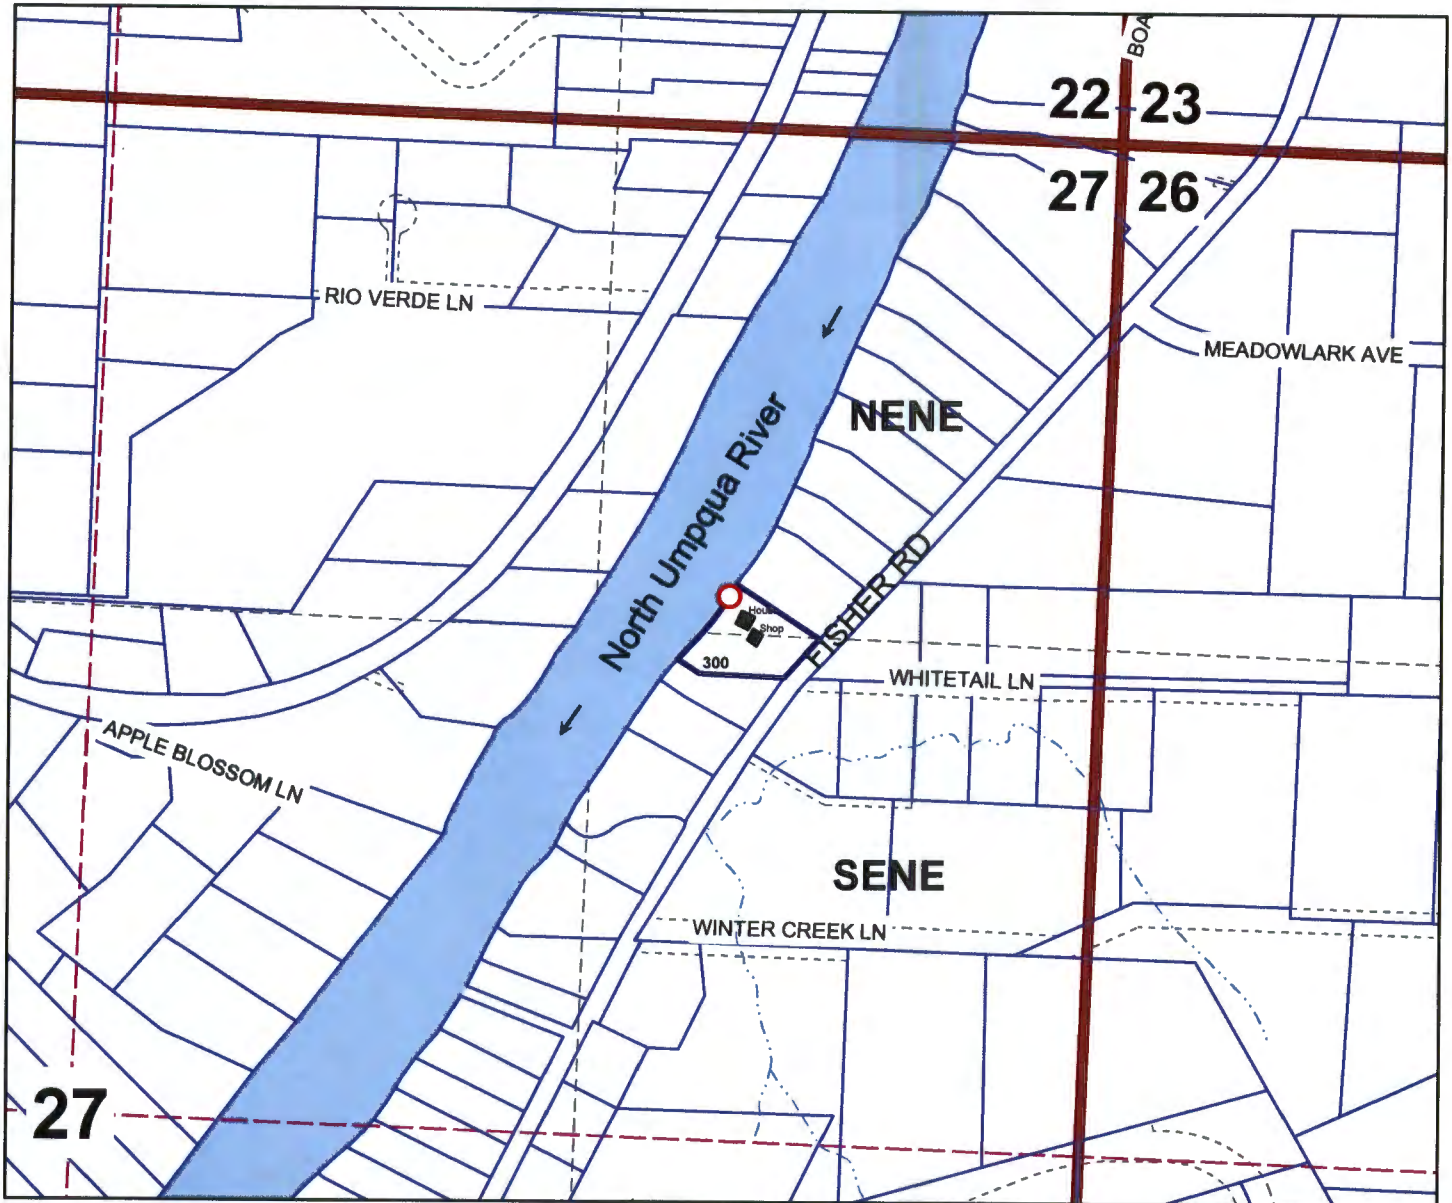 BOA
22 23
27 26
RIO VERDE LN
MEADOWLARK AVE
NENE
North Umpqua River
FISHER RD
House
Shop
300
WHITETAIL LN
APPLE BLOSSOM LN
SENE
WINTER CREEK LN
27